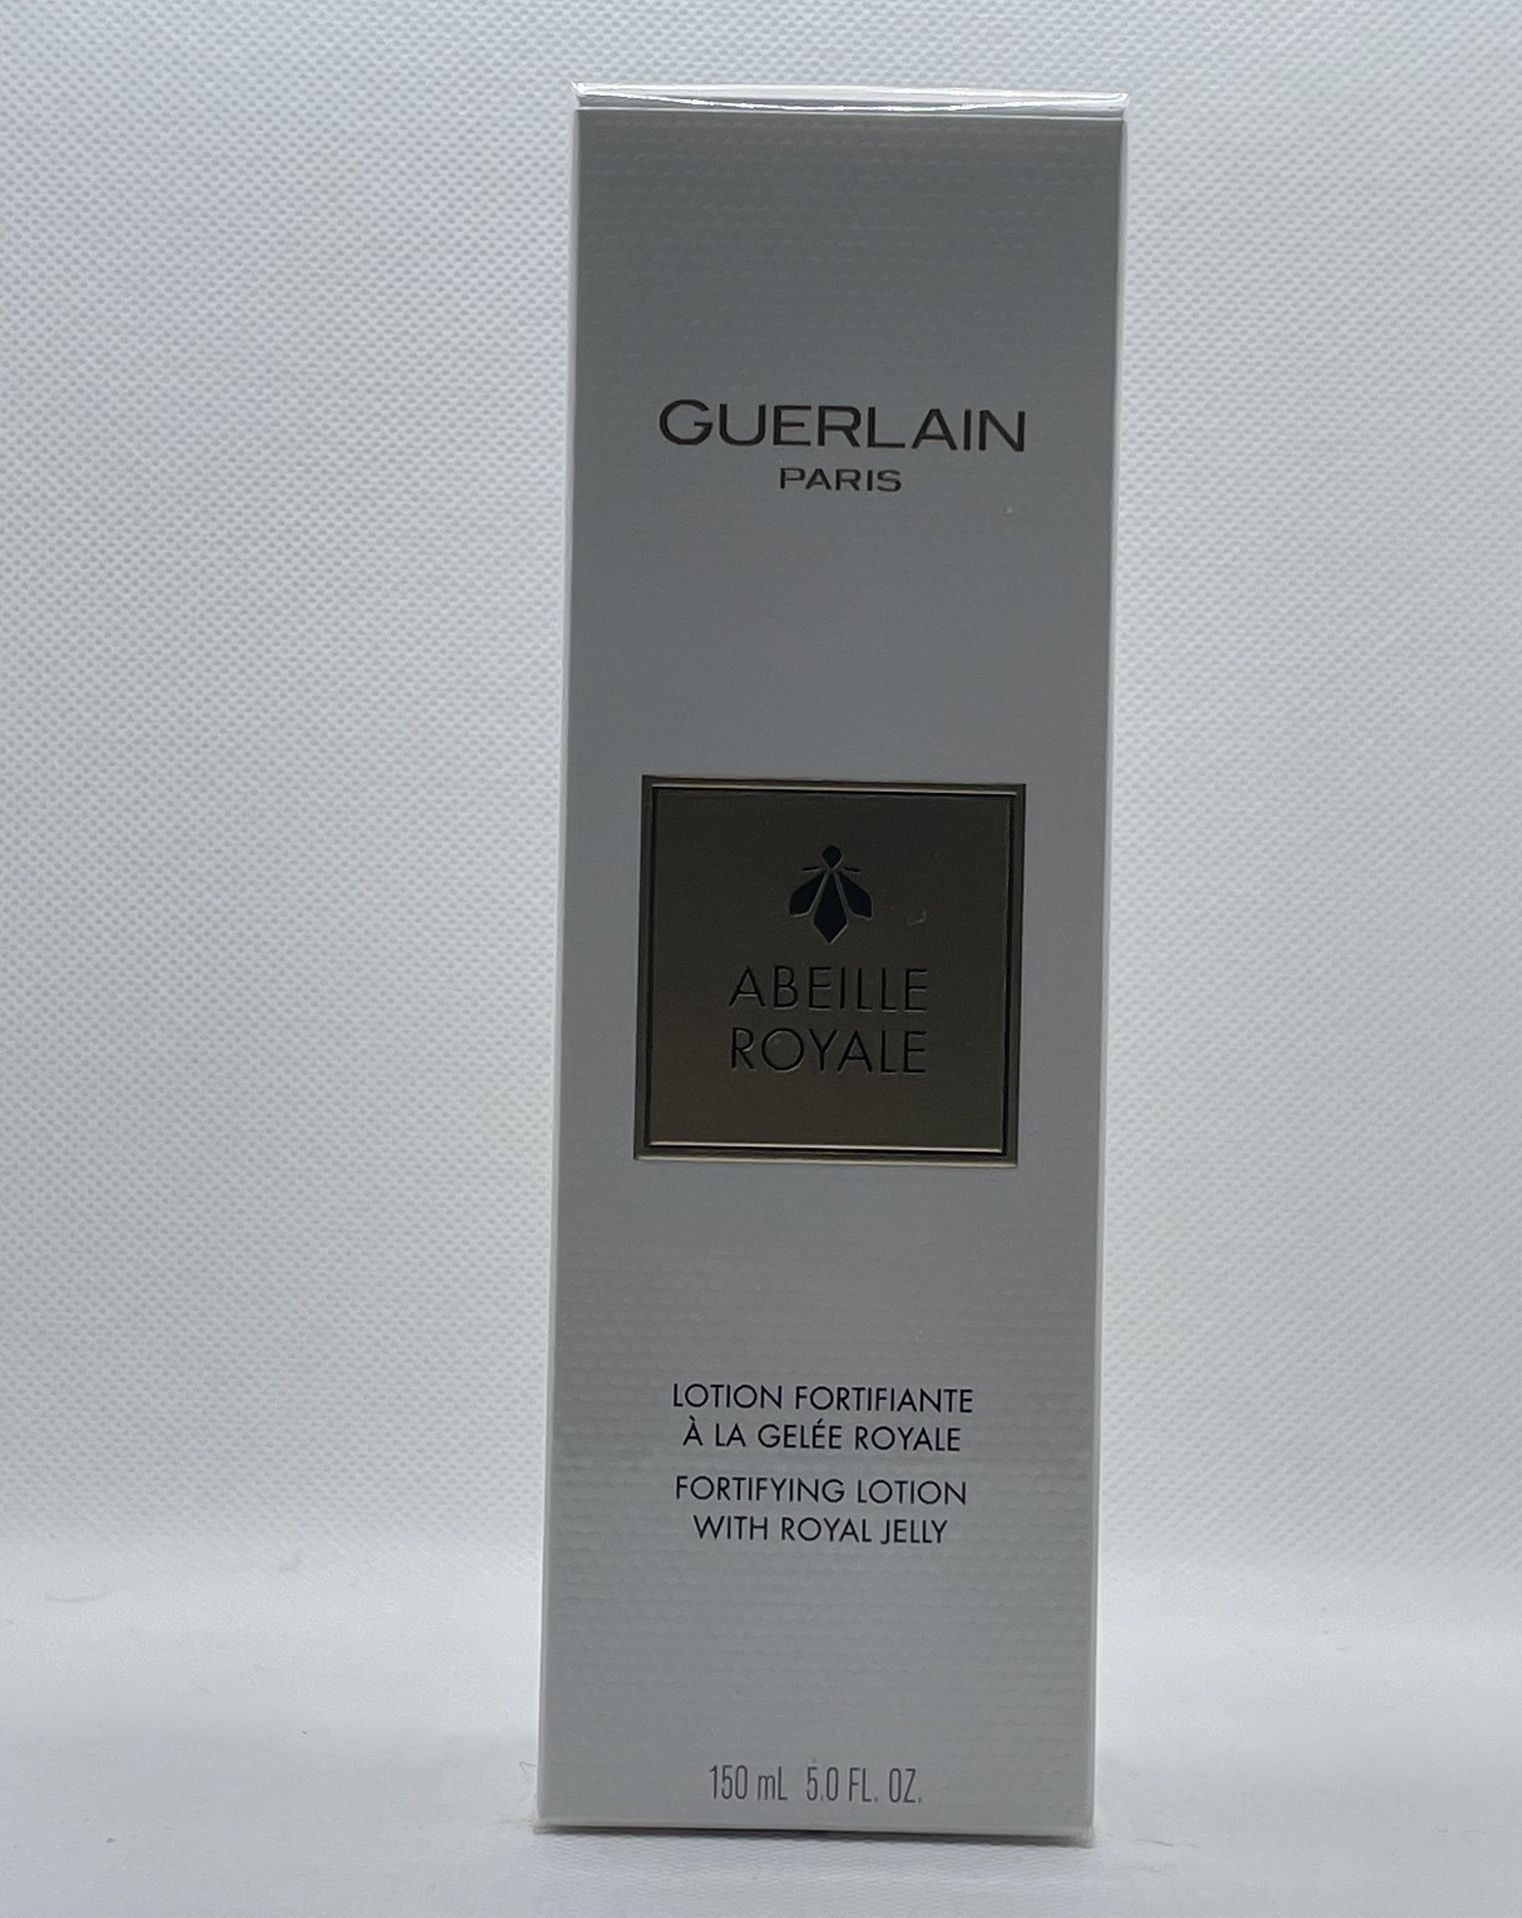 GUERLAIN
PARIS
ABEILLE
ROYALE
LOTION FORTIFIANTE
À LA GELÉE ROYALE
FORTIFYING LOTION
WITH ROYAL JELLY
150 mL 5.0 FL. OZ.